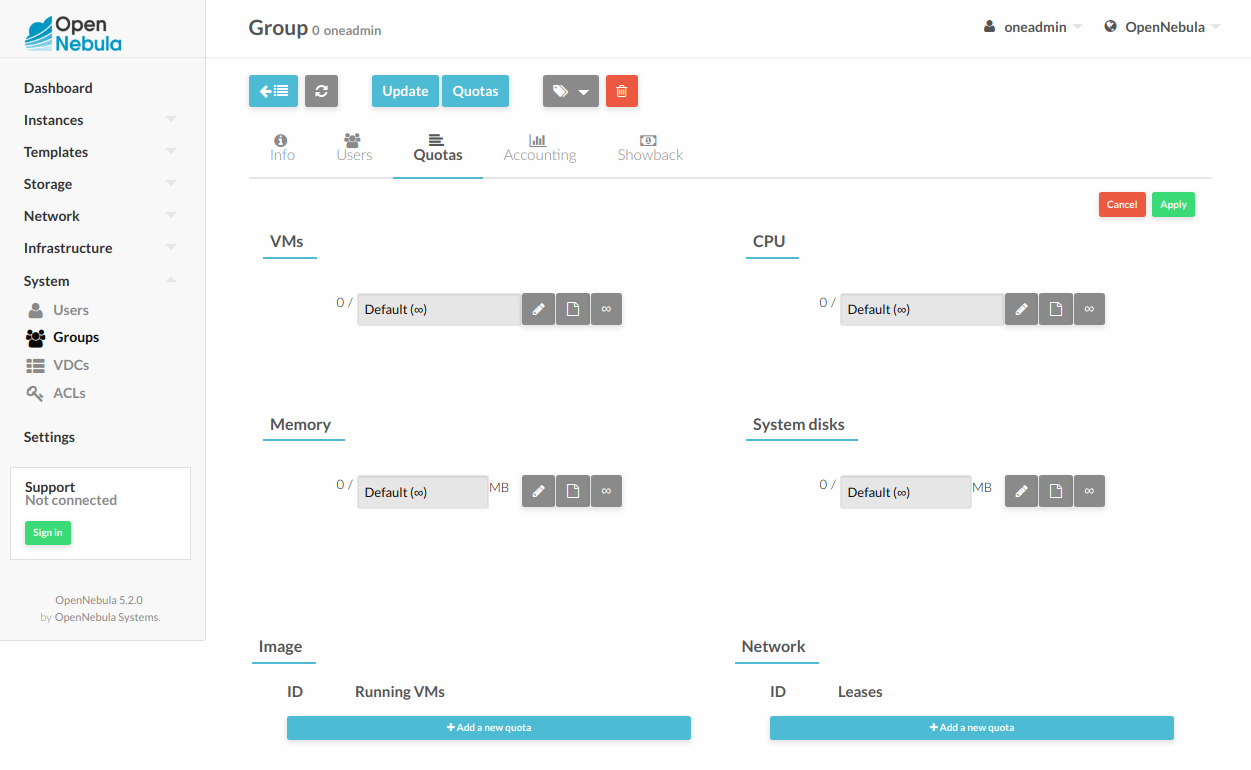 Open
Nebula
Group 0 oneadmin
oneadmin
OpenNebula
Dashboard
Instances
Templates
Storage
Network
Infrastructure
System
Users
Groups
VDCs
ACLs
Settings
Support
Not connected
Sign in
OpenNebula 5.2.0
by OpenNebula Systems.
Update
Quotas
Info
Users
Quotas
Accounting
Showback
Cancel
Apply
VMs
0 / Default (∞) ∞
CPU
0 / Default (∞) ∞
Memory
0 / Default (∞) MB ∞
System disks
0 / Default (∞) MB ∞
Image
ID Running VMs
+ Add a new quota
Network
ID Leases
+ Add a new quota